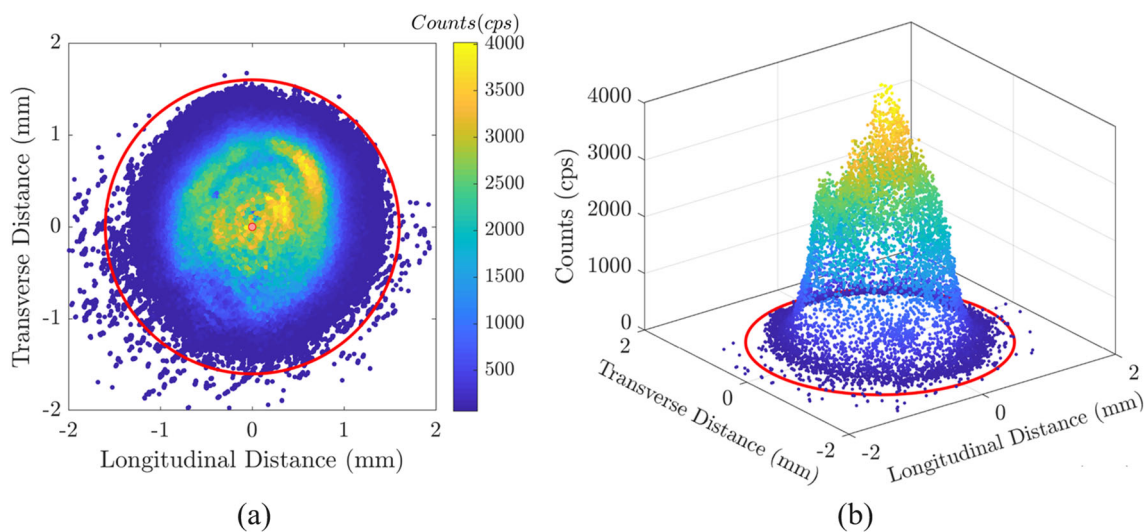 Counts(cps)
4000
3500
3000
2500
2000
1500
1000
500
2
1
0
-1
-2
Transverse Distance (mm)
-2 -1 0 1 2
Longitudinal Distance (mm)
(a)
4000
3000
2000
1000
0
Counts (cps)
2
0
-2
Transverse Distance (mm)
-2
0
2
Longitudinal Distance (mm)
(b)